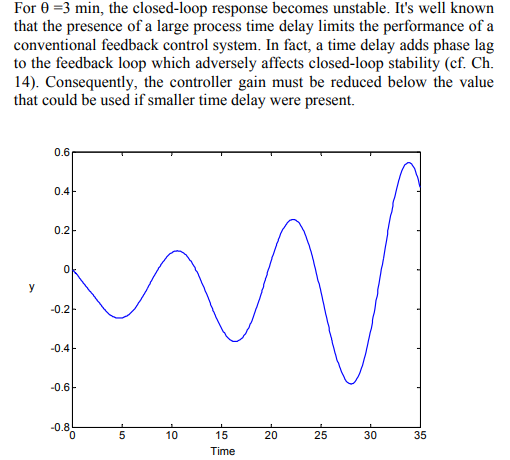 For θ =3 min, the closed-loop response becomes unstable. It's well known
that the presence of a large process time delay limits the performance of a
conventional feedback control system. In fact, a time delay adds phase lag
to the feedback loop which adversely affects closed-loop stability (cf. Ch.
14). Consequently, the controller gain must be reduced below the value
that could be used if smaller time delay were present.
0.6
0.4
0.2
0
y
-0.2
-0.4
-0.6
-0.8
0 5 10 15 20 25 30 35
Time